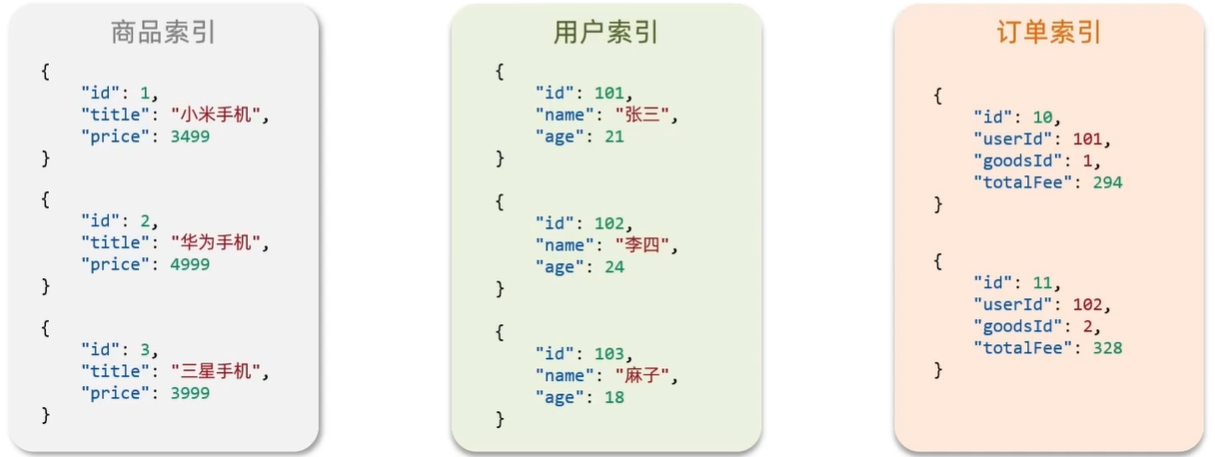 商品索引
{
"id": 1,
"title": "小米手机",
"price": 3499
}
{
"id": 2,
"title": "华为手机",
"price": 4999
}
{
"id": 3,
"title": "三星手机",
"price": 3999
}
用户索引
{
"id": 101,
"name": "张三",
"age": 21
}
{
"id": 102,
"name": "李四",
"age": 24
}
{
"id": 103,
"name": "麻子",
"age": 18
}
订单索引
{
"id": 10,
"userId": 101,
"goodsId": 1,
"totalFee": 294
}
{
"id": 11,
"userId": 102,
"goodsId": 2,
"totalFee": 328
}